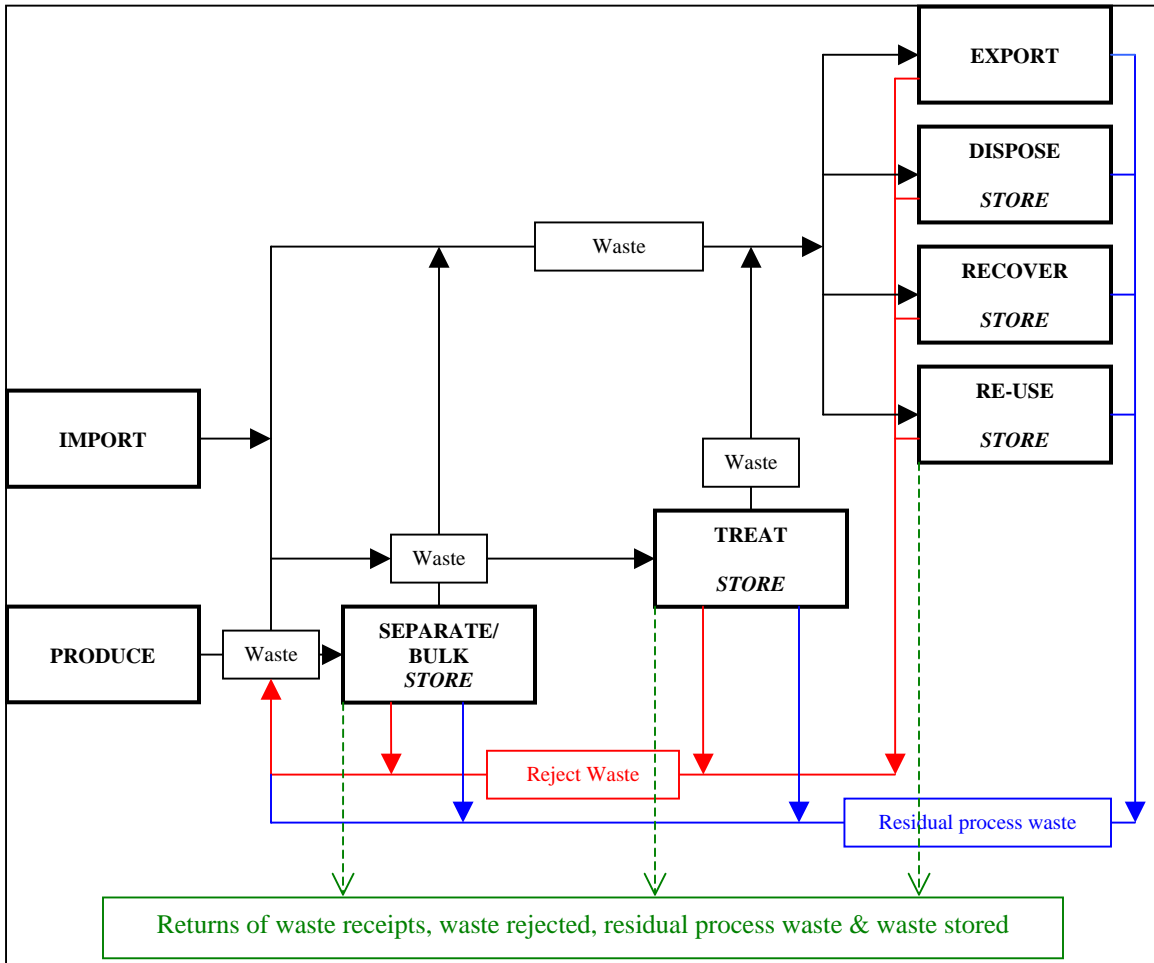 EXPORT
DISPOSE
STORE
Waste
RECOVER
STORE
RE-USE
STORE
IMPORT
Waste
TREAT
STORE
Waste
PRODUCE
Waste
SEPARATE/
BULK
STORE
Reject Waste
Residual process waste
Returns of waste receipts, waste rejected, residual process waste & waste stored